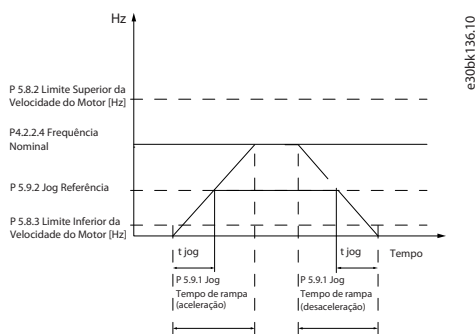 Hz
e30bk136.10
P 5.8.2 Limite Superior da
Velocidade do Motor [Hz]
P4.2.2.4 Frequência
Nominal
P 5.9.2 Jog Referência
P 5.8.3 Limite Inferior da
Velocidade do Motor [Hz]
t jog
t jog
Tempo
P 5.9.1 Jog
Tempo de rampa
(aceleração)
P 5.9.1 Jog
Tempo de rampa
(desaceleração)